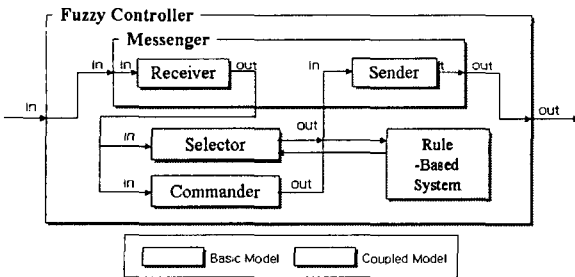 Fuzzy Controller
Messenger
in
in
in
Receiver
out
in
Sender
out
out
out
in
Selector
out
in
Commander
out
Rule
-Based
System
Basic Model
Coupled Model